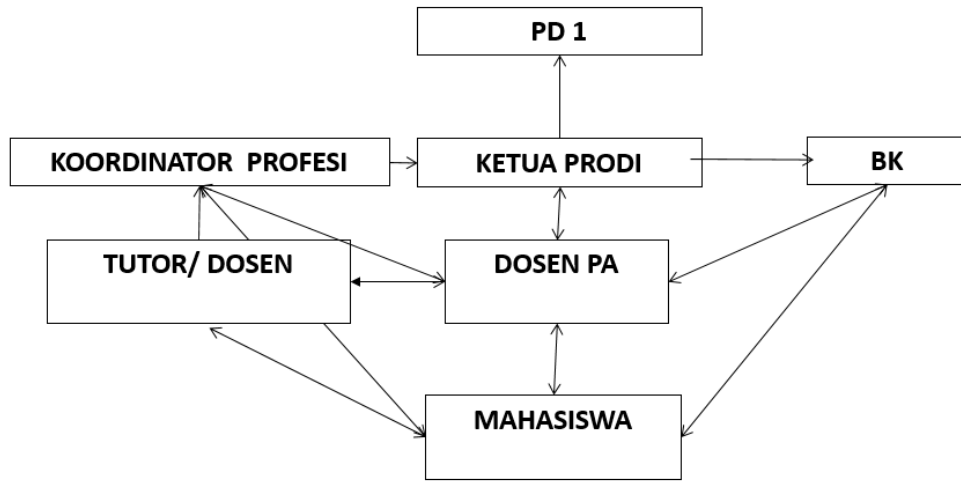 PD 1
KOORDINATOR PROFESI
KETUA PRODI
BK
TUTOR/ DOSEN
DOSEN PA
MAHASISWA